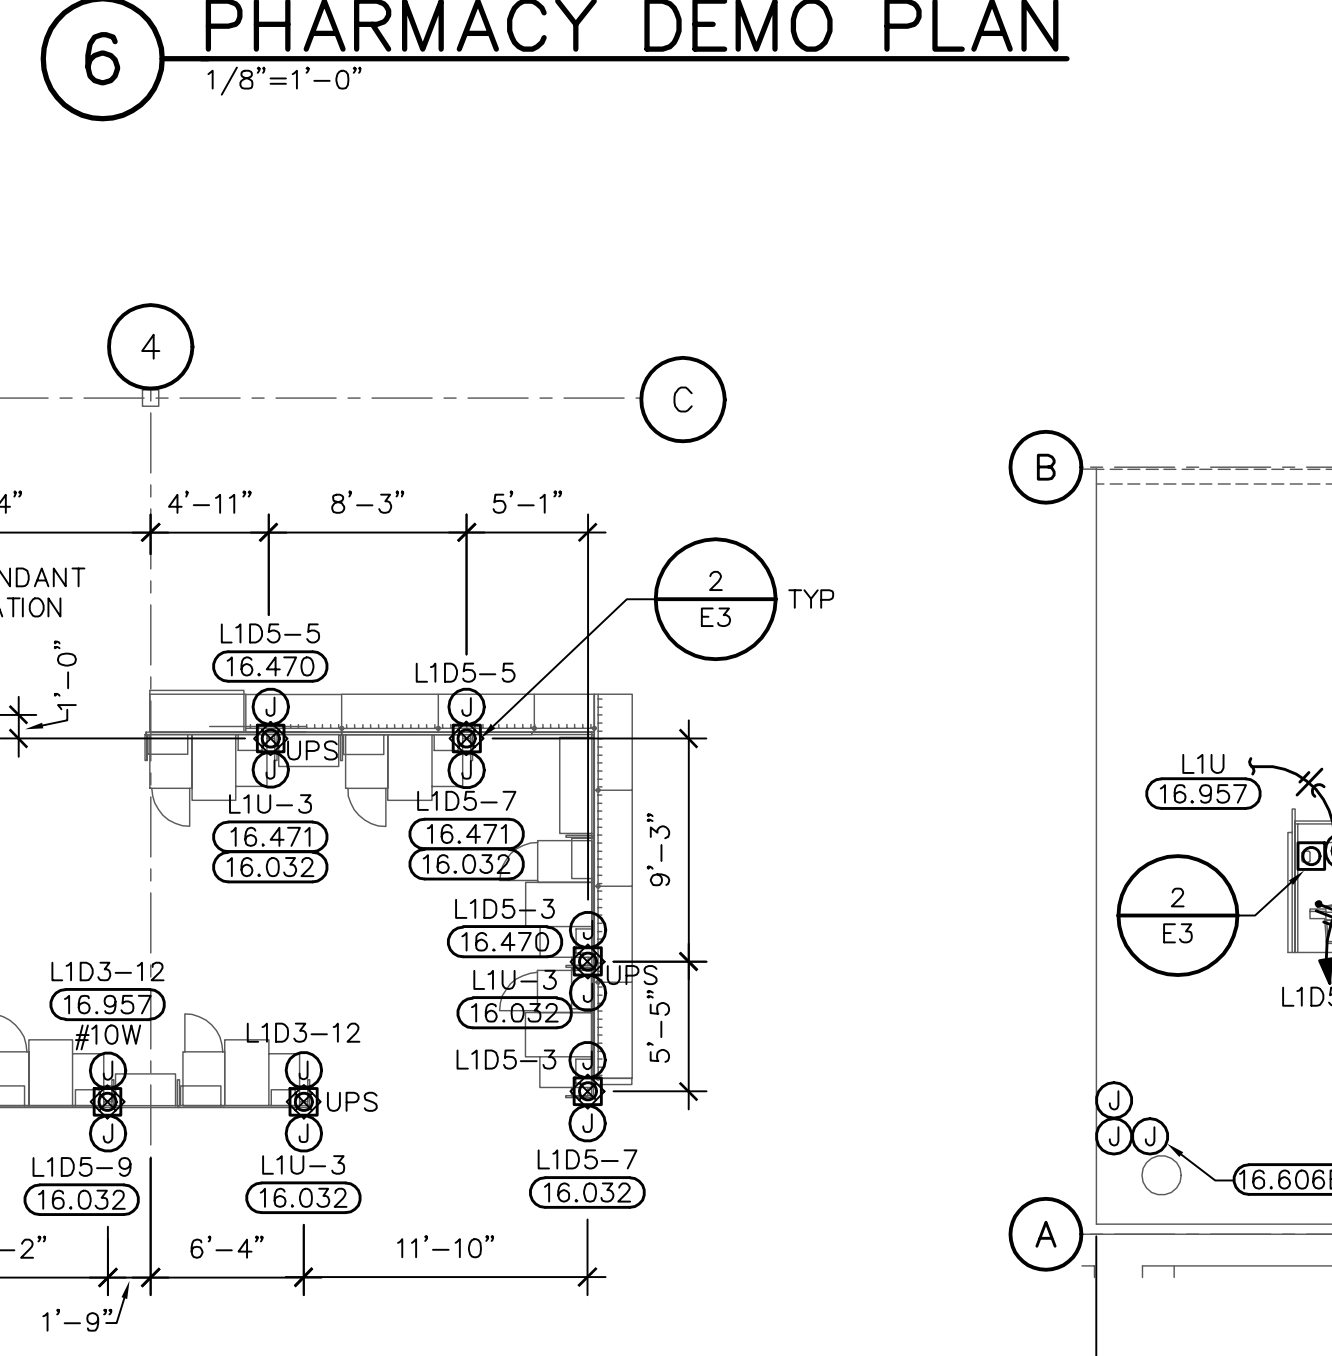 6
PHARMACY DEMO PLAN
1/8"=1'-0"
4
C
B
4"
4'-11"
8'-3"
5'-1"
NDANT
ATION
1'-0"
2
E3
TYP
L1D5-5
16.470
L1D5-5
J
J
UPS
J
J
L1U-3
16.471
16.032
L1D5-7
16.471
16.032
9'-3"
L1U
16.957
2
E3
L1D5
L1D5-3
16.470
J
UPS
L1U-3
16.032
J
5'-5"
L1D3-12
16.957
#10W
L1D3-12
L1D5-3
J
J
J
UPS
J
J
J
L1D5-9
16.032
L1U-3
16.032
L1D5-7
16.032
J
J
J
16.606
A
-2"
6'-4"
11'-10"
1'-9"